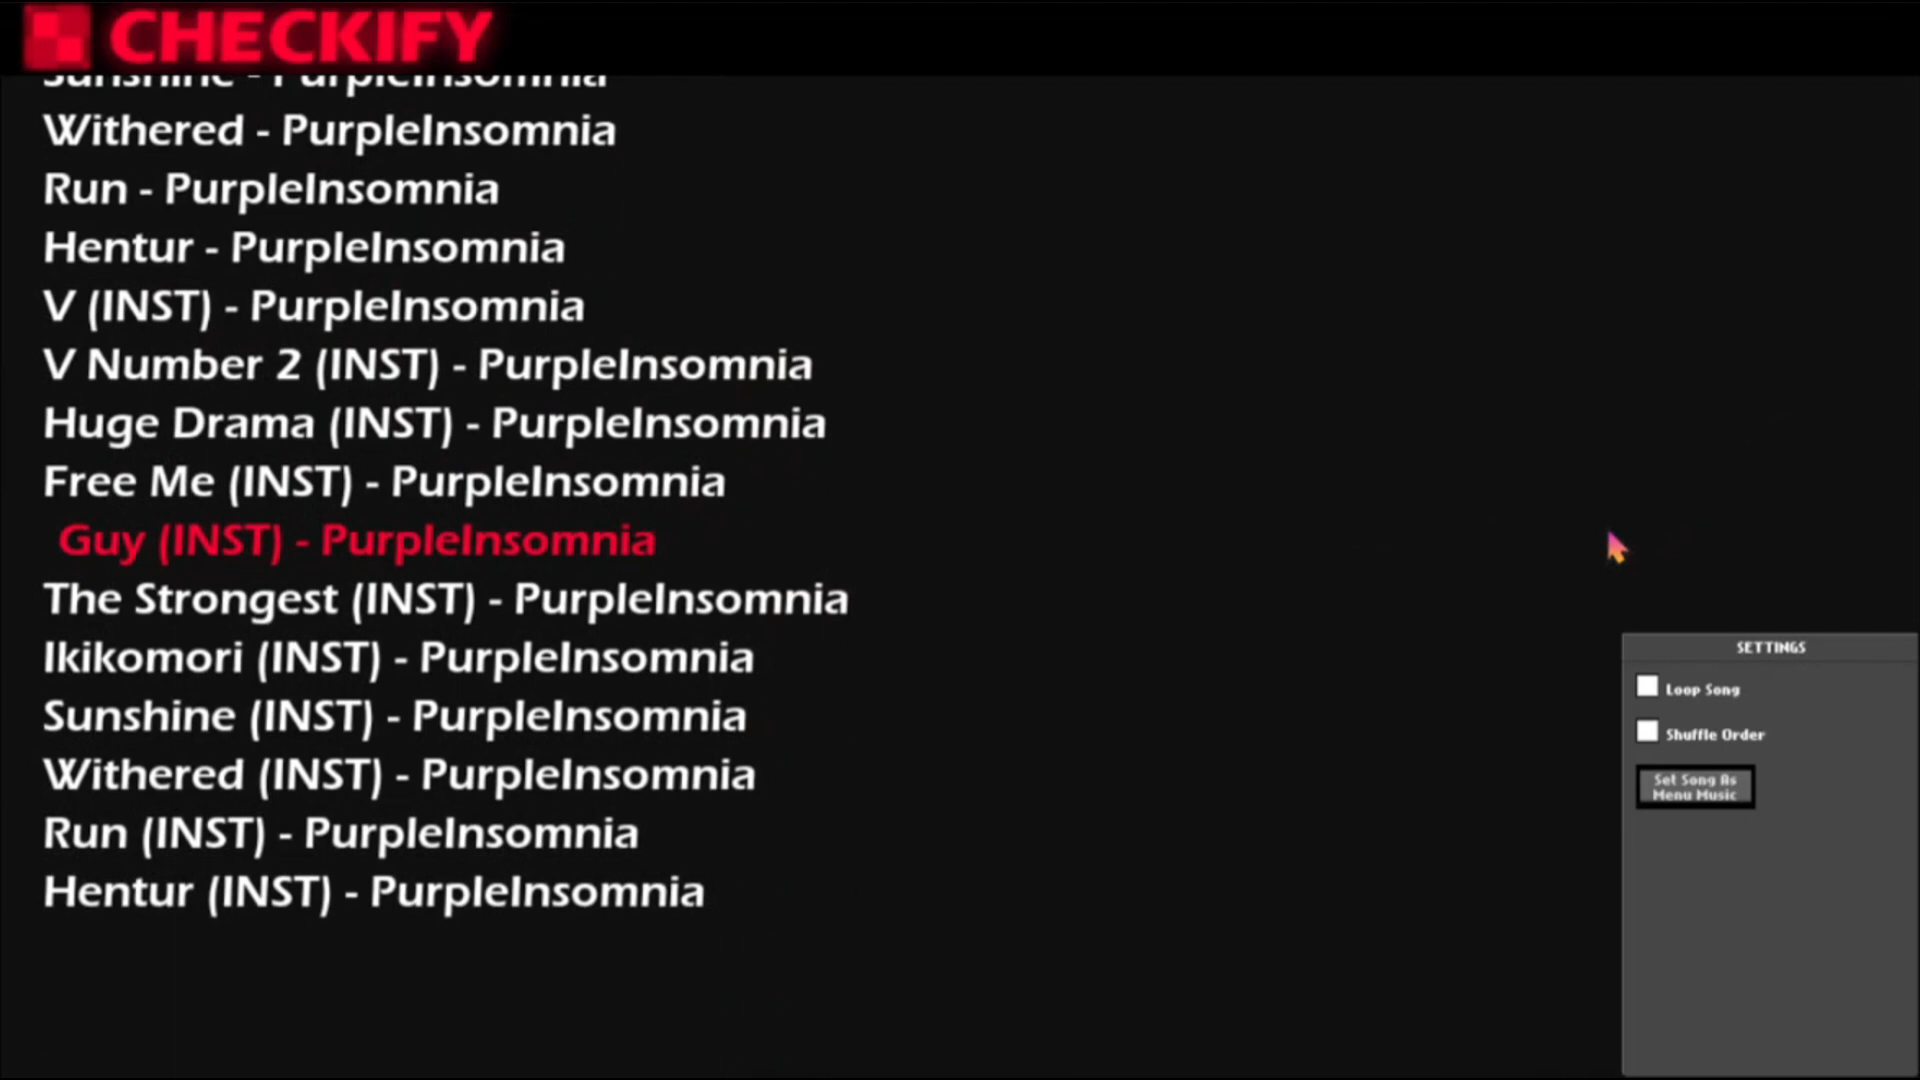 CHECKIFY
Sunshine - PurpleInsomnia
Withered - PurpleInsomnia
Run - PurpleInsomnia
Hentur - PurpleInsomnia
V (INST) - PurpleInsomnia
V Number 2 (INST) - PurpleInsomnia
Huge Drama (INST) - PurpleInsomnia
Free Me (INST) - PurpleInsomnia
Guy (INST) - PurpleInsomnia
The Strongest (INST) - PurpleInsomnia
Ikikomori (INST) - PurpleInsomnia
Sunshine (INST) - PurpleInsomnia
Withered (INST) - PurpleInsomnia
Run (INST) - PurpleInsomnia
Hentur (INST) - PurpleInsomnia
SETTINGS
Loop Song
Shuffle Order
Set Song As
Menu Music